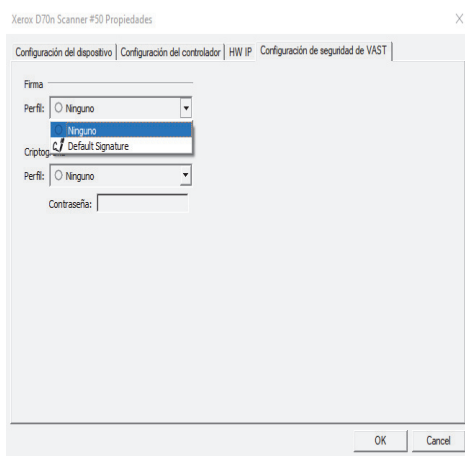 Xerox D70n Scanner #50 Propiedades
Configuración del dispositivo Configuración del controlador HW IP Configuración de seguridad de VAST
Firma
Perfil: Ninguno
Ninguno
Default Signature
Perfil: Ninguno
Contraseña:
OK Cancel